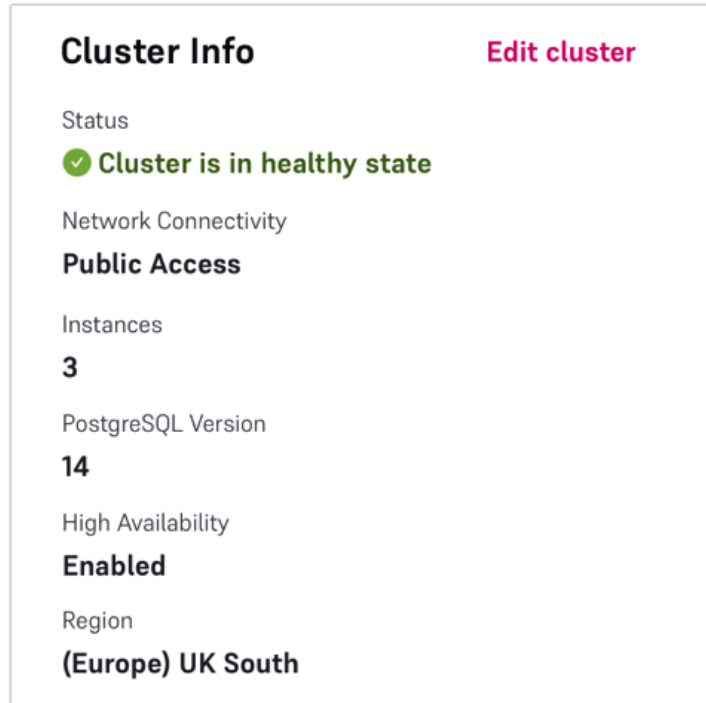 Cluster Info
Edit cluster
Status
Cluster is in healthy state
Network Connectivity
Public Access
Instances
3
PostgreSQL Version
14
High Availability
Enabled
Region
(Europe) UK South